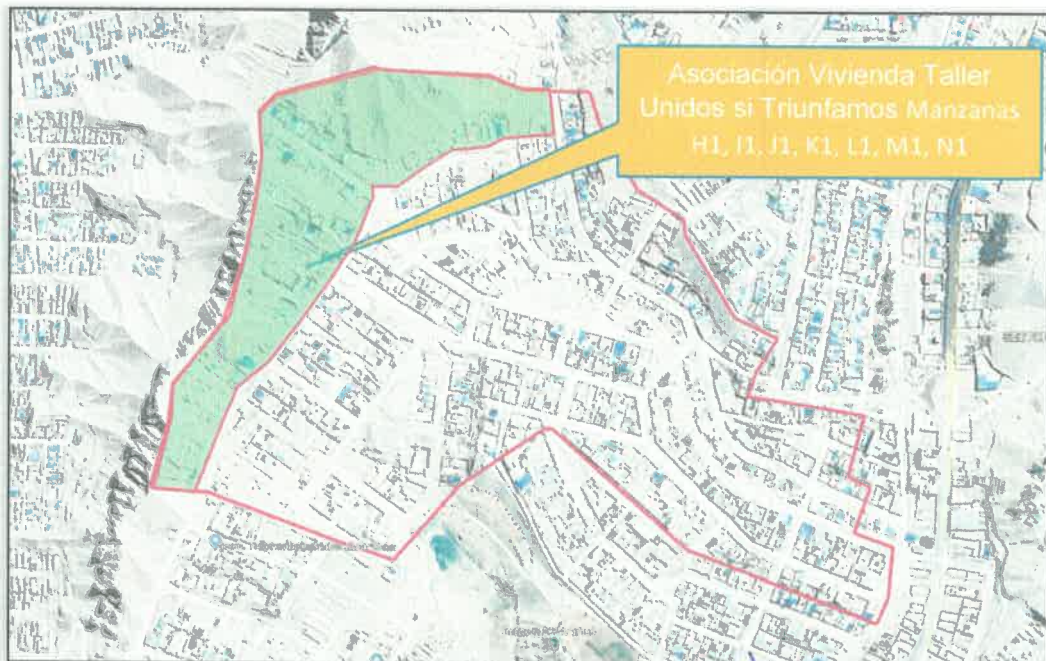 Asociación Vivienda Taller
Unidos si Triunfamos Manzanas
H1, I1, J1, K1, L1, M1, N1